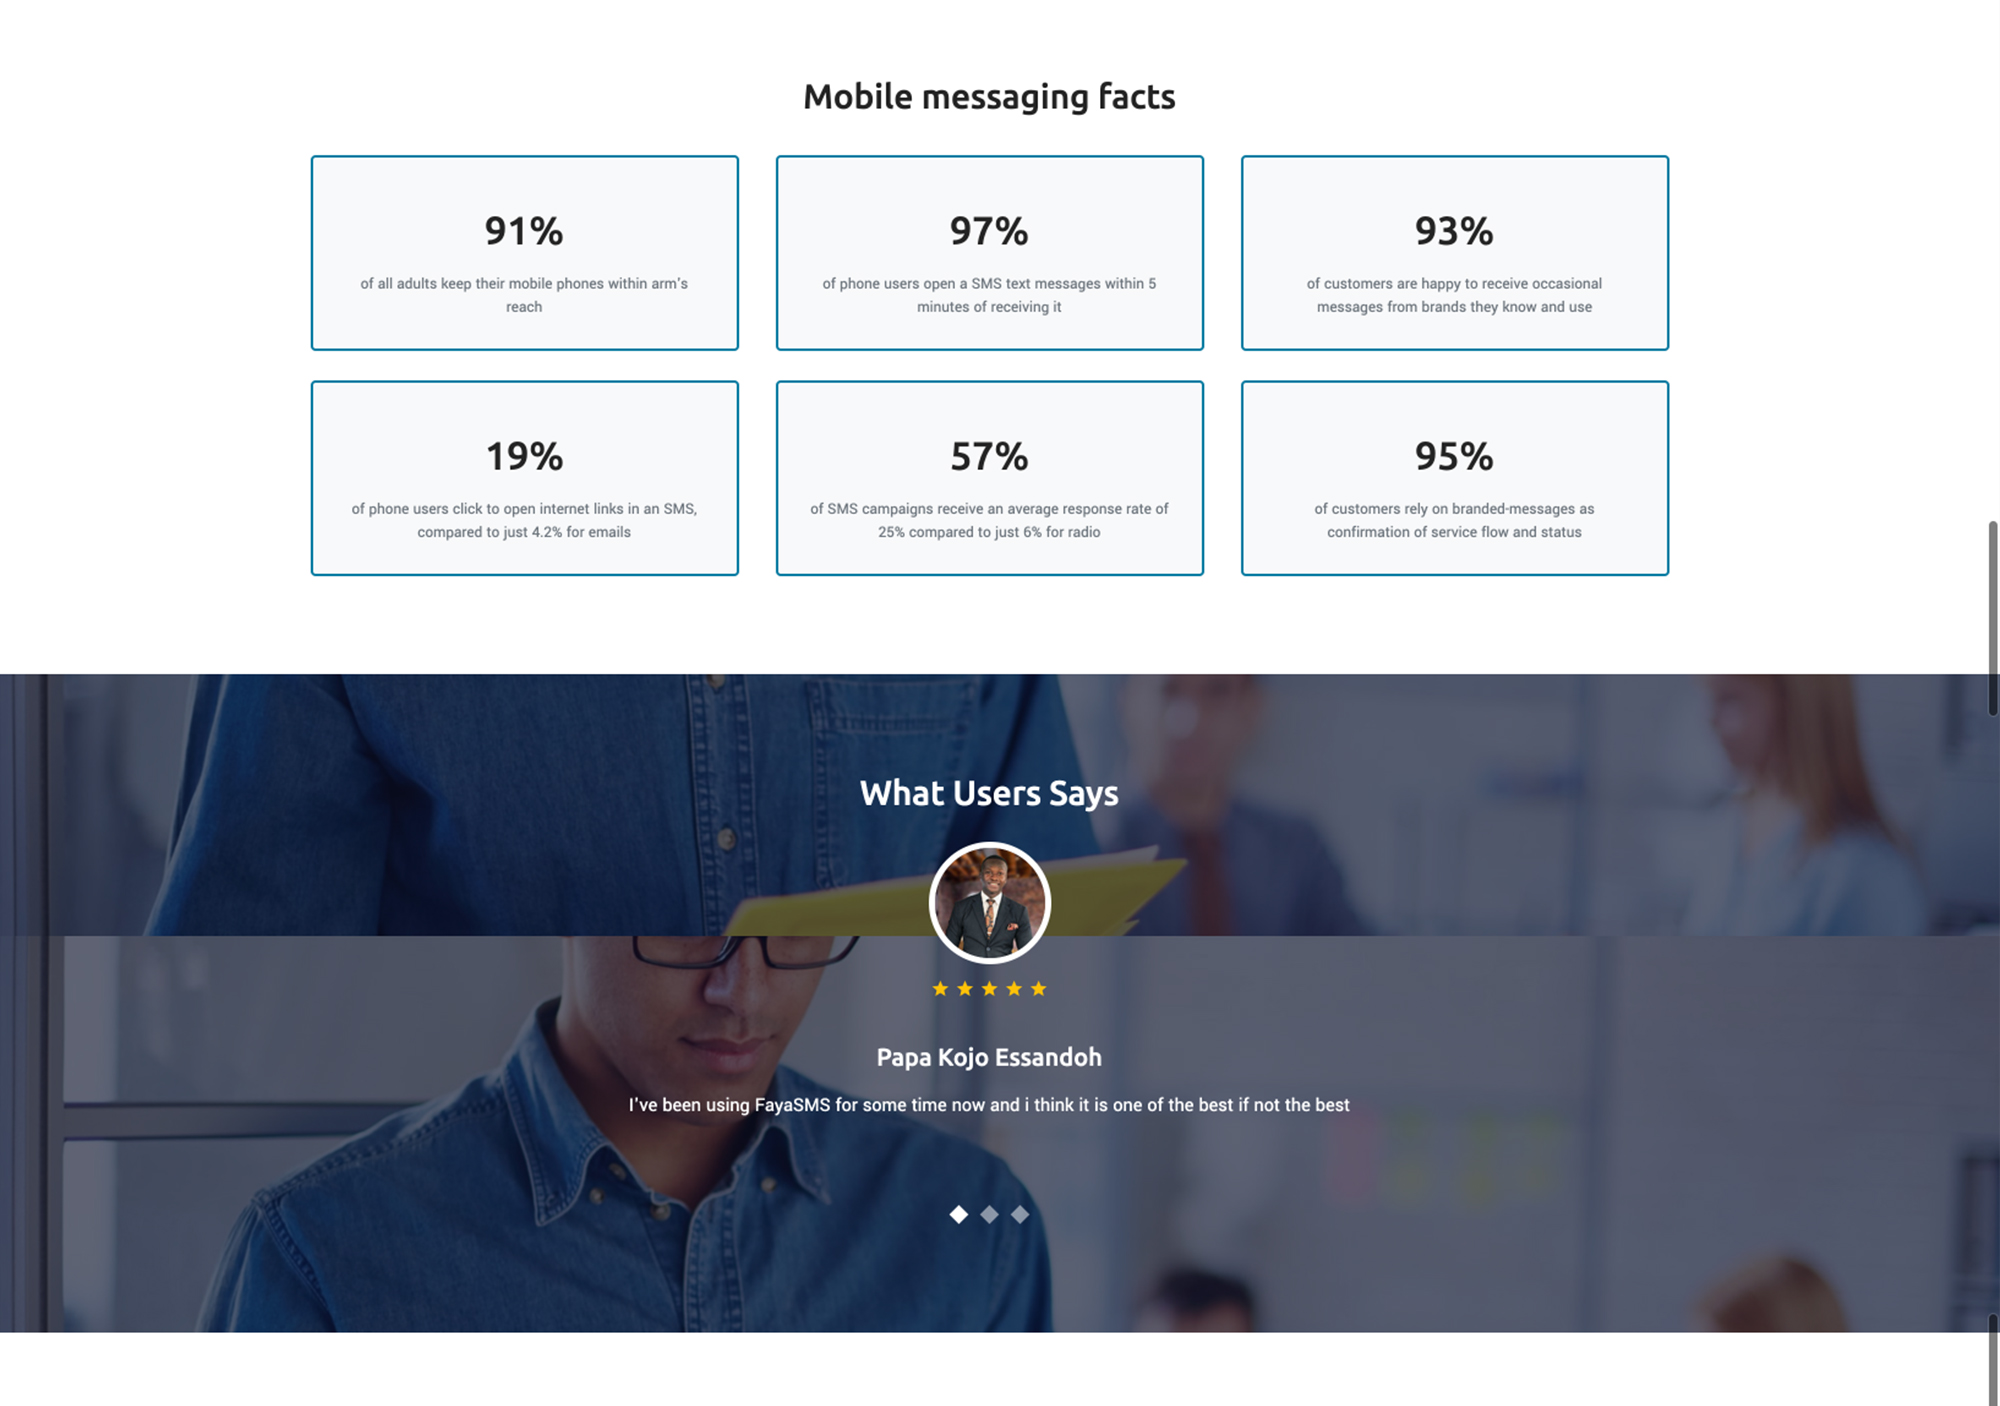 Mobile messaging facts
91%
of all adults keep their mobile phones within arm's
reach
97%
of phone users open a SMS text messages within 5
minutes of receiving it
93%
of customers are happy to receive occasional
messages from brands they know and use
19%
of phone users click to open internet links in an SMS,
compared to just 4.2% for emails
57%
of SMS campaigns receive an average response rate of
25% compared to just 6% for radio
95%
of customers rely on branded-messages as
confirmation of service flow and status
What Users Says
Papa Kojo Essandoh
I've been using FayaSMS for some time now and i think it is one of the best if not the best